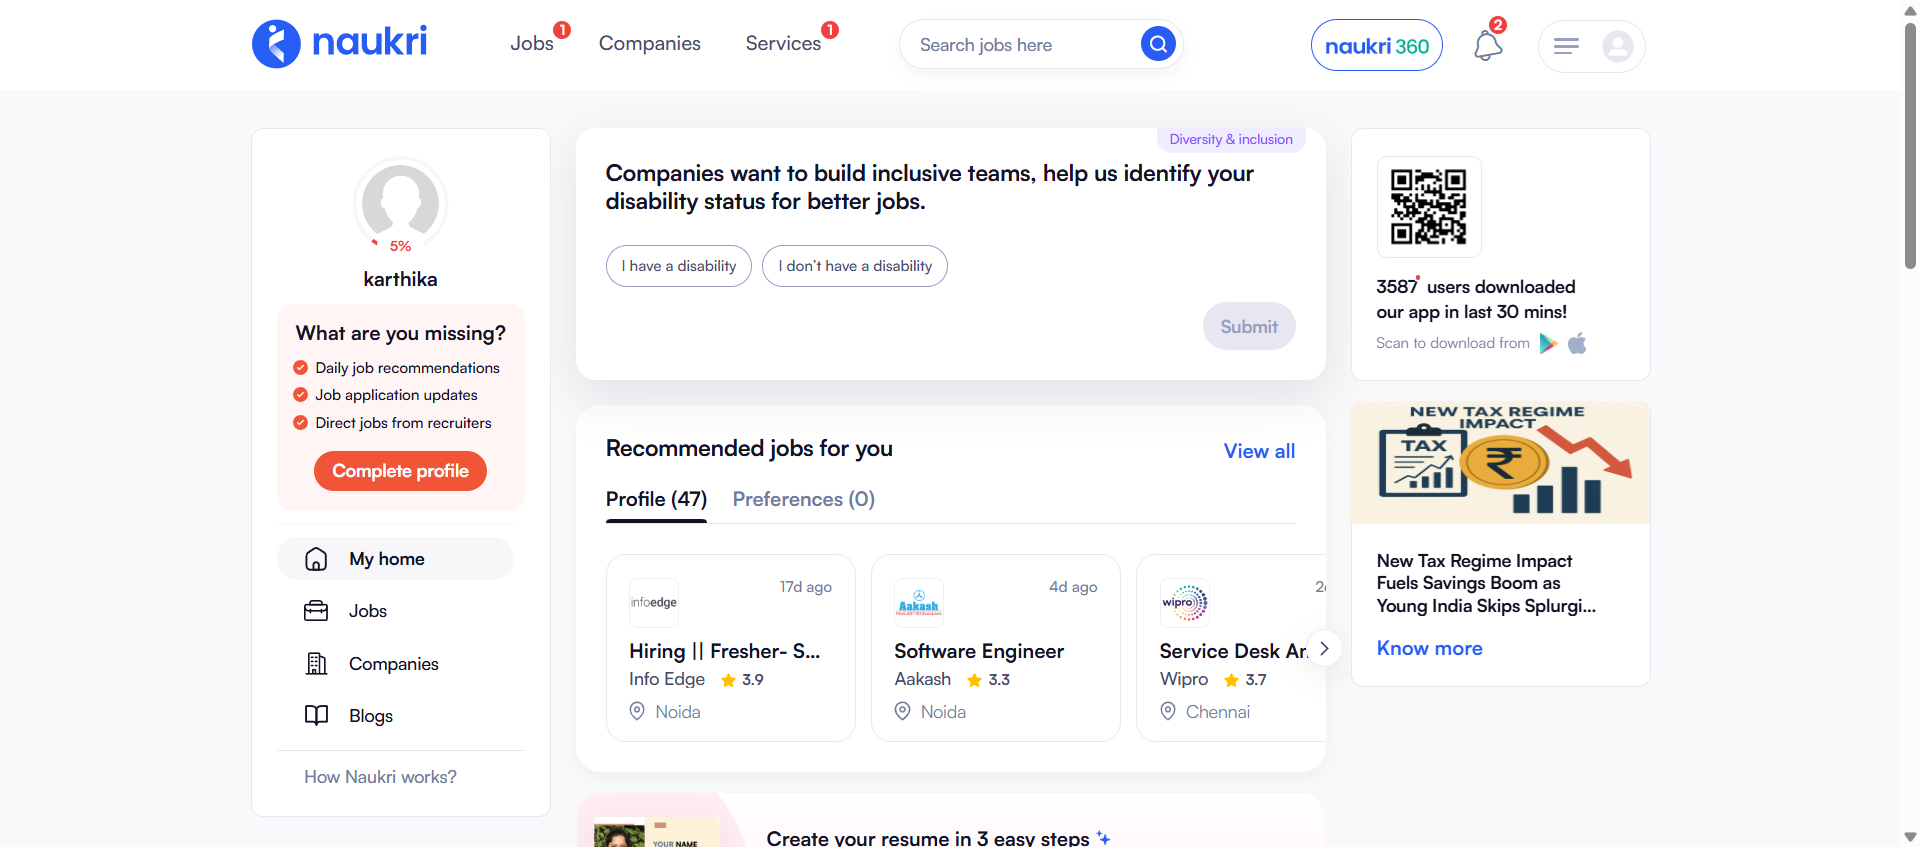 naukri
Jobs 1
Companies
Services 1
Search jobs here
naukri 360
2
5%
karthika
What are you missing?
Daily job recommendations
Job application updates
Direct jobs from recruiters
Complete profile
My home
Jobs
Companies
Blogs
How Naukri works?
Diversity & inclusion
Companies want to build inclusive teams, help us identify your
disability status for better jobs.
I have a disability
I don't have a disability
Submit
Recommended jobs for you
View all
Profile (47)
Preferences (0)
infoedge
17d ago
Hiring || Fresher- S...
Info Edge 3.9
Noida
Aakash
4d ago
Software Engineer
Aakash 3.3
Noida
wipro
Service Desk
Wipro 3.7
Chennai
YOUR NAME
Create your resume in 3 easy steps
3587 users downloaded
our app in last 30 mins!
Scan to download from
NEW TAX REGIME
IMPACT
TAX
₹
New Tax Regime Impact
Fuels Savings Boom as
Young India Skips Splurgi...
Know more